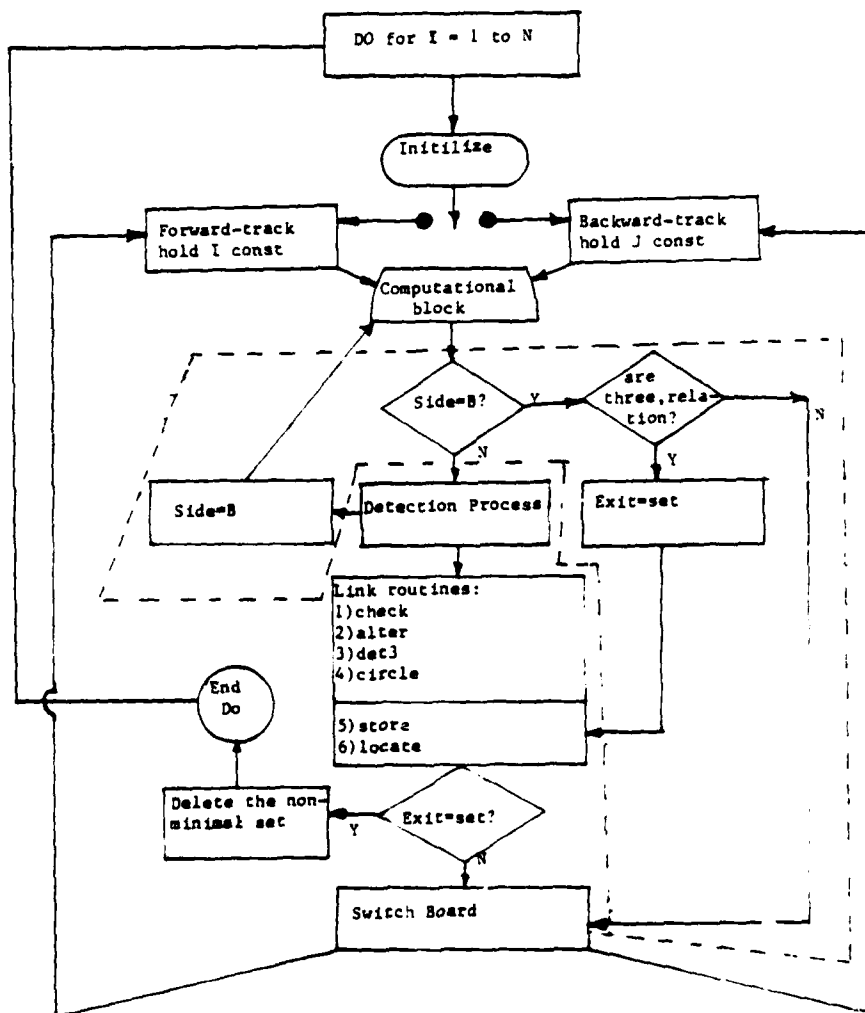 DO for I = 1 to N
Initilize
Forward-track
hold I const
Backward-track
hold J const
Computational
block
Side=B?
Y
are
three,rela-
tion?
N
N
Y
Side=B
Detection Process
Exit=set
Link routines:
1)check
2)alter
3)det3
4)circle
End
Do
5)store
6)locate
Delete the non-
minimal set
Y
Exit=set?
N
Switch Board